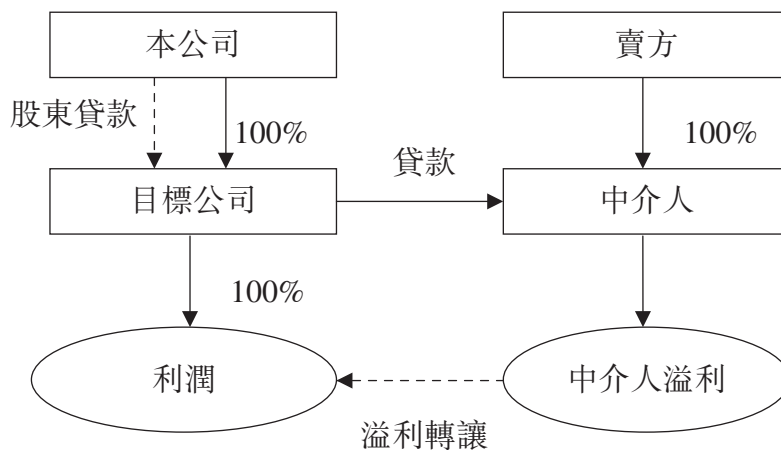 本公司
賣方
股東貸款
100%
100%
貸款
目標公司
中介人
100%
利潤
中介人溢利
溢利轉讓